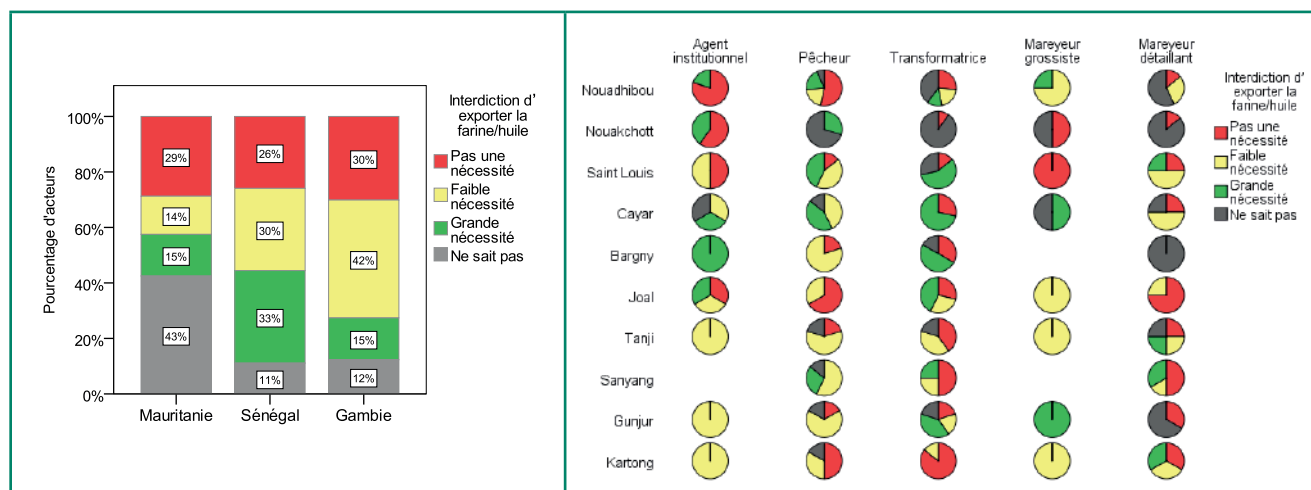 Interdiction d'
exporter la
farine/huile
Pas une
nécessité
Faible
nécessité
Grande
nécessité
Ne sait pas
Pourcentage d'acteurs
100%
80%
60%
40%
20%
0%
29%
14%
15%
43%
26%
30%
33%
11%
30%
42%
15%
12%
Mauritanie
Sénégal
Gambie
Agent
institubonnel
Pêcheur
Transformatrice
Mareyeur
grossiste
Mareyeur
détaillant
Nouadhibou
Nouakchott
Saint Louis
Cayar
Bargny
Joal
Tanji
Sanyang
Gunjur
Kartong
Interdiction d'
exporter la
farine/huile
Pas une
nécessité
Faible
nécessité
Grande
nécessité
Ne sait pas